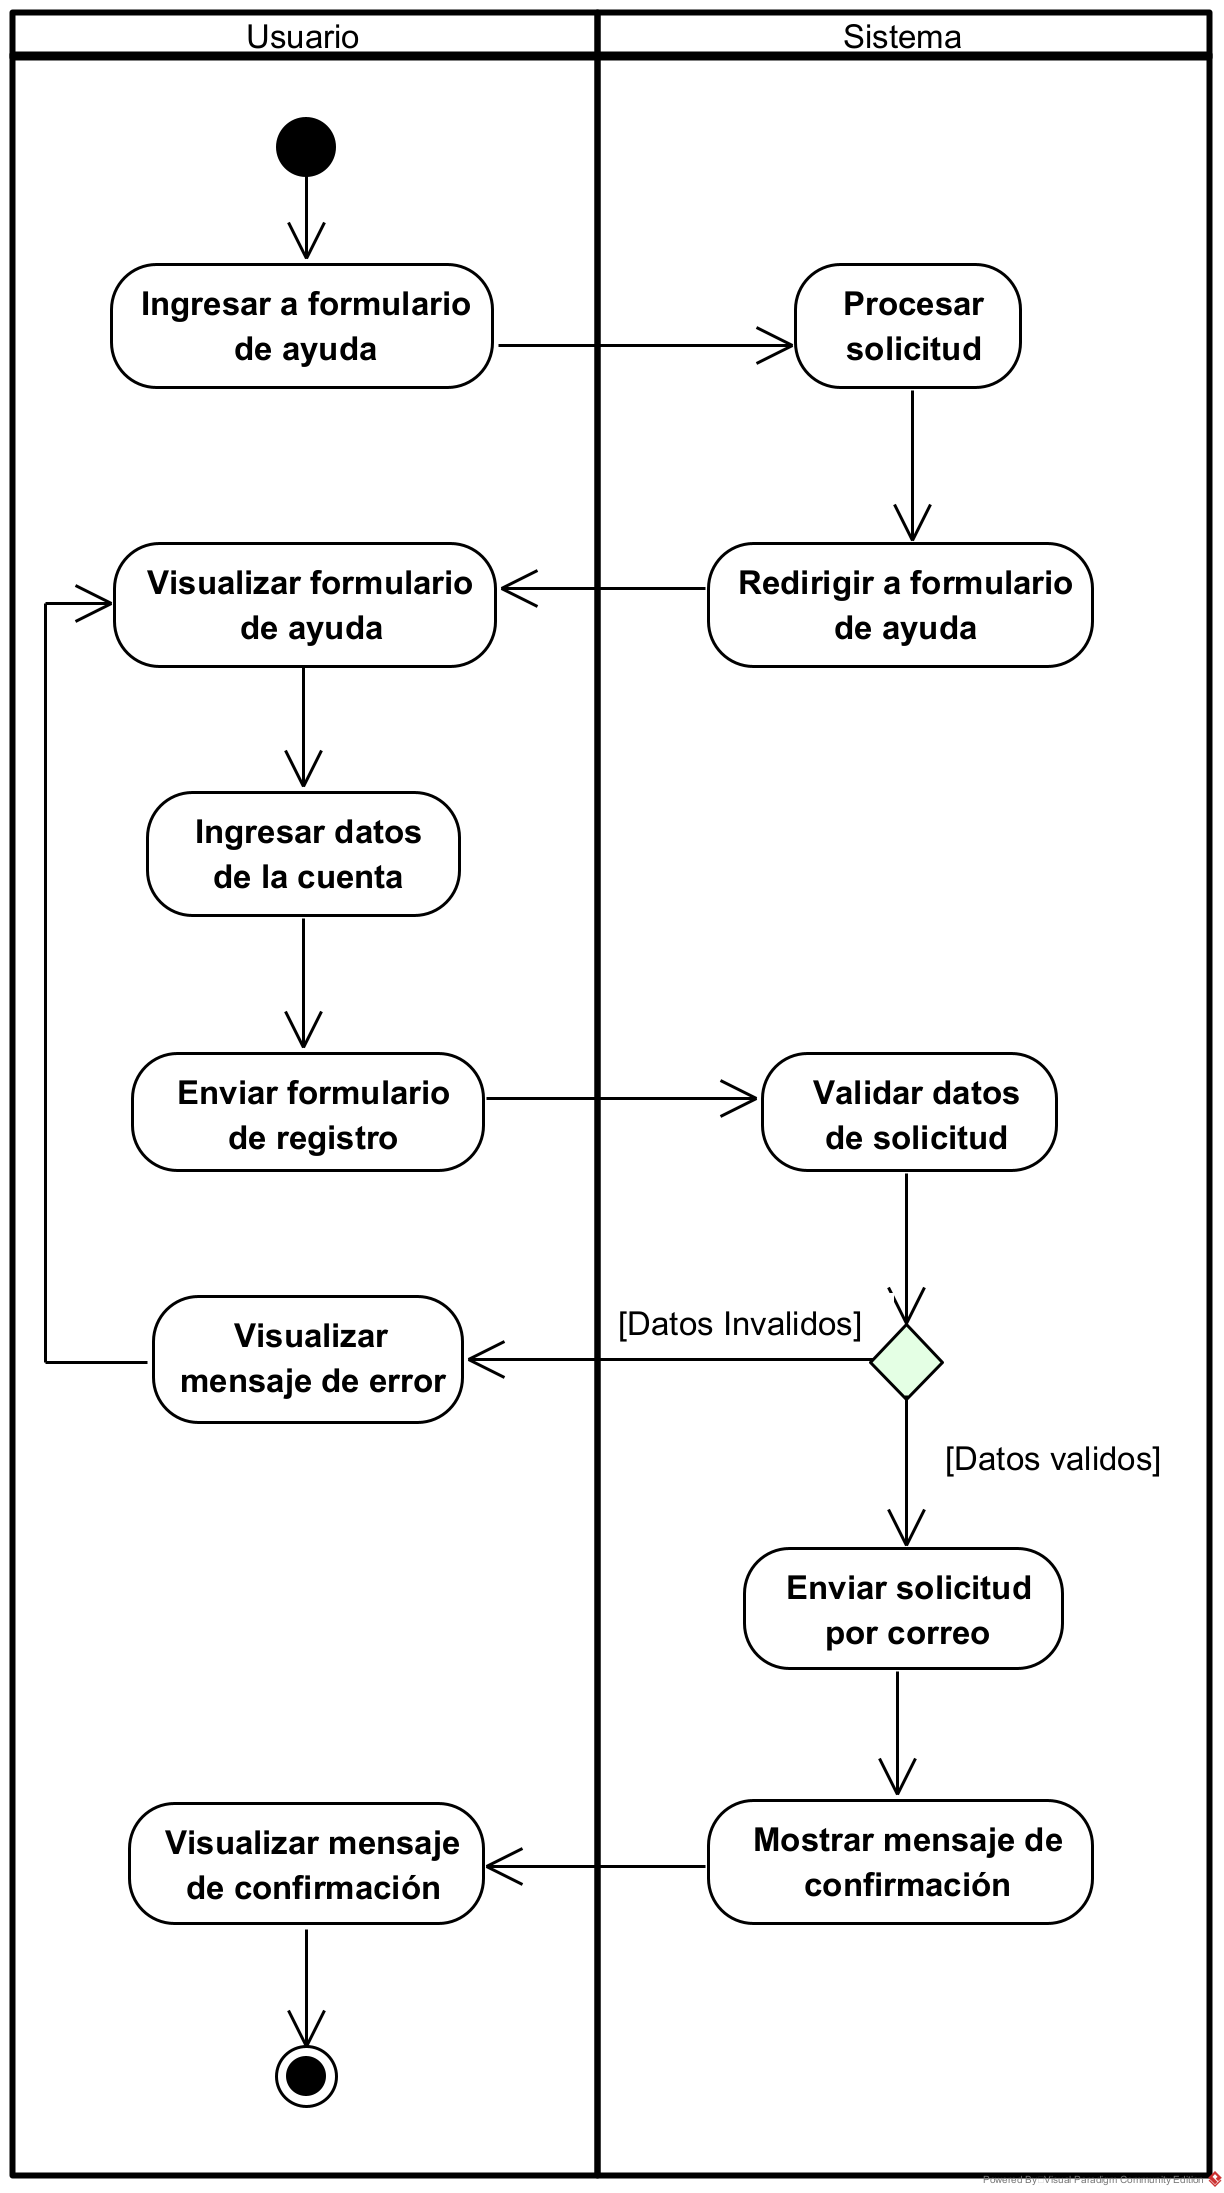 Usuario
Sistema
Ingresar a formulario
de ayuda
Procesar
solicitud
Visualizar formulario
de ayuda
Redirigir a formulario
de ayuda
Ingresar datos
de la cuenta
Enviar formulario
de registro
Validar datos
de solicitud
[Datos Invalidos]
Visualizar
mensaje de error
[Datos validos]
Enviar solicitud
por correo
Visualizar mensaje
de confirmación
Mostrar mensaje de
confirmación
Powered By: Visual Paradigm Community Edition